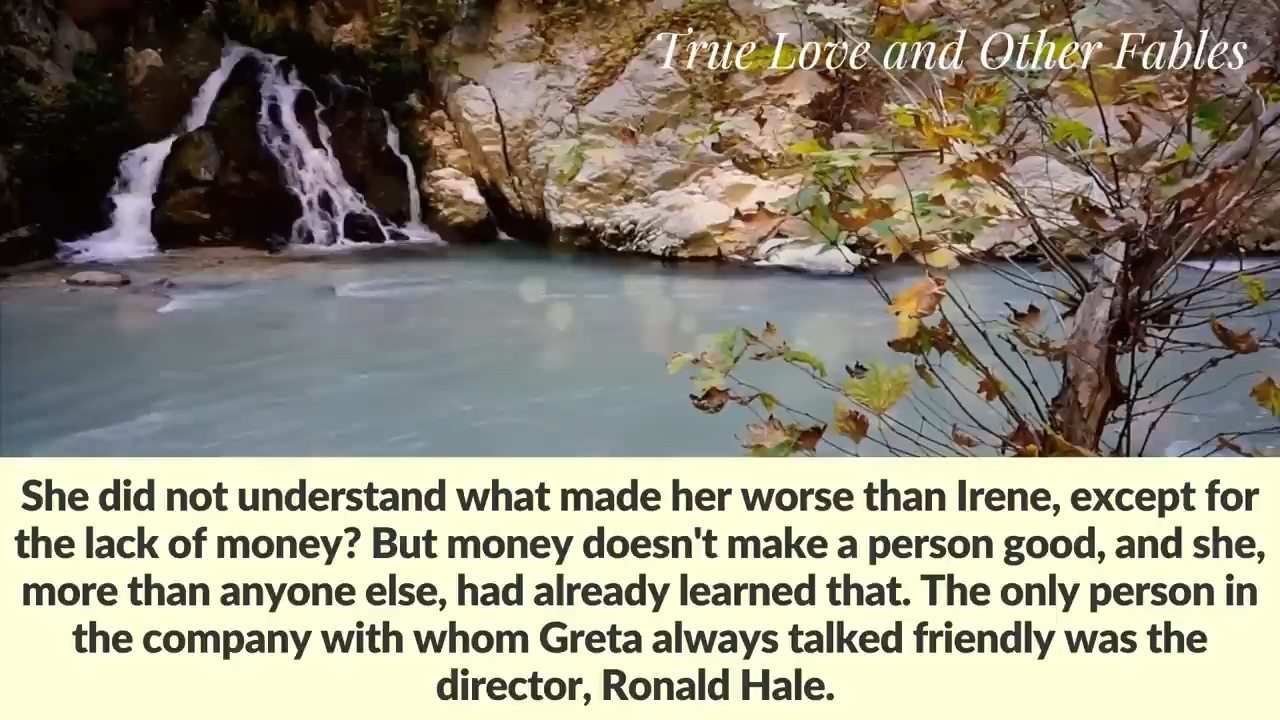 True Love and Other Fables
She did not understand what made her worse than Irene, except for
the lack of money? But money doesn't make a person good, and she,
more than anyone else, had already learned that. The only person in
the company with whom Greta always talked friendly was the
director, Ronald Hale.